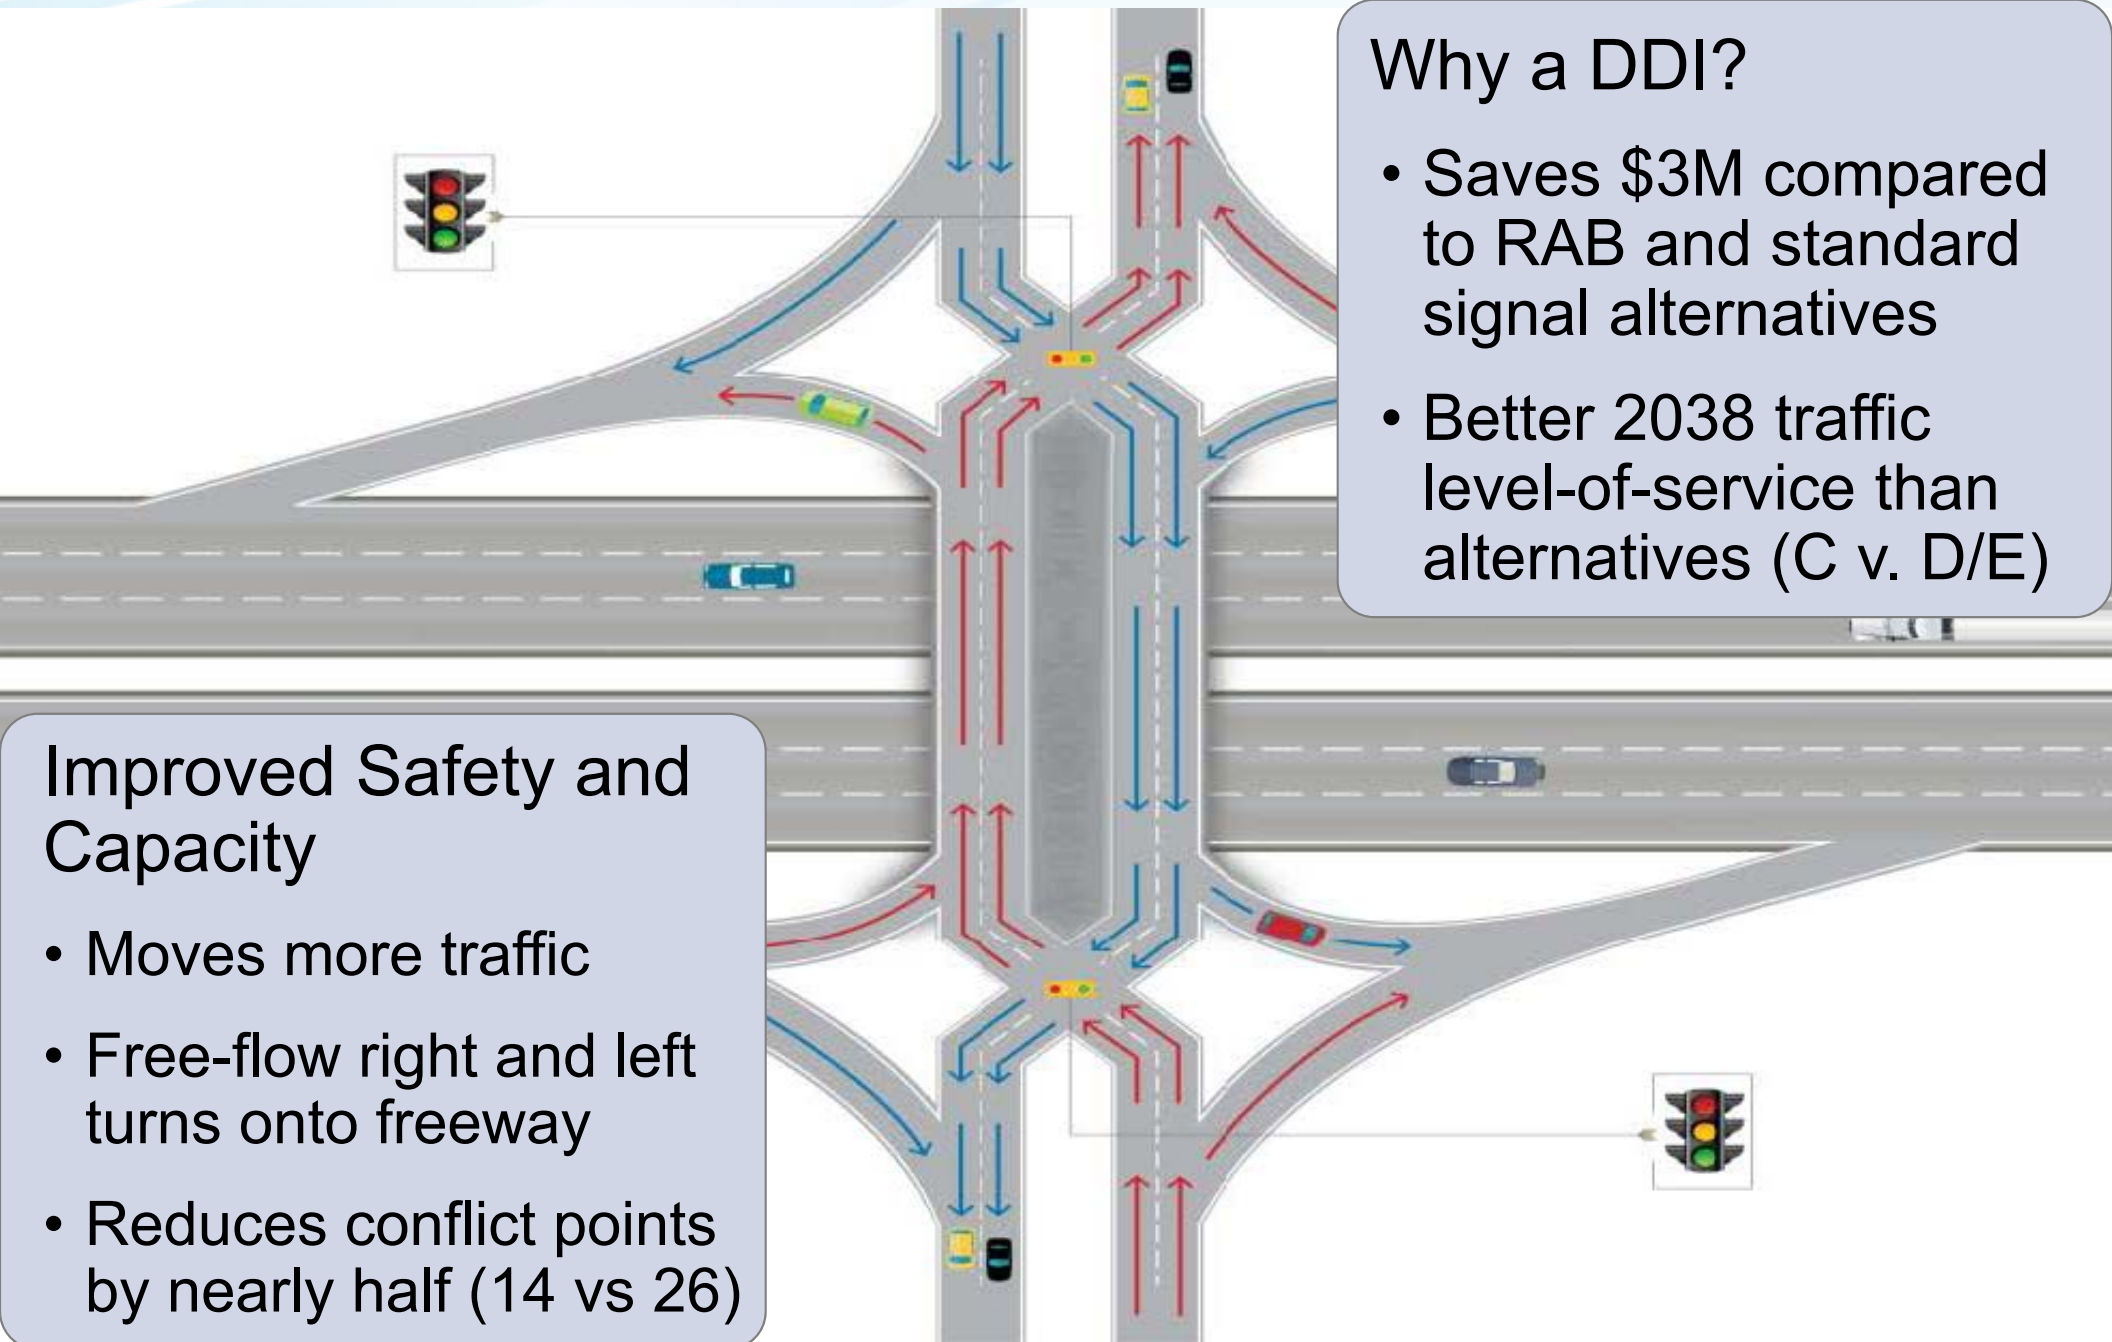 Why a DDI?
• Saves $3M compared
to RAB and standard
signal alternatives
• Better 2038 traffic
level-of-service than
alternatives (C v. D/E)
Improved Safety and
Capacity
• Moves more traffic
• Free-flow right and left
turns onto freeway
• Reduces conflict points
by nearly half (14 vs 26)